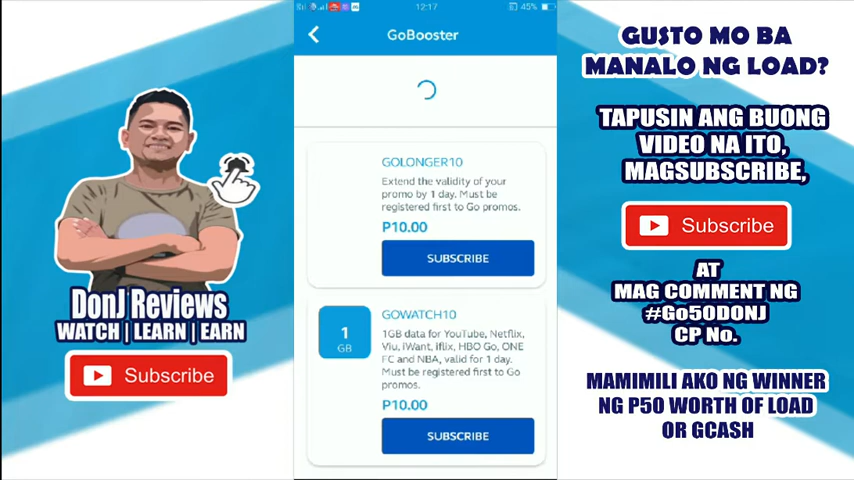 12:17
45%
GoBooster
GOLONGER10
Extend the validity of your
promo by 1 day. Must be
registered first to Go promos.
P10.00
SUBSCRIBE
1
GB
GOWATCH10
1GB data for YouTube, Netflix,
Viu, iWant, iflix, HBO Go, ONE
FC and NBA, valid for 1 day.
Must be registered first to Go
promos.
P10.00
SUBSCRIBE
DonJ Reviews
WATCH | LEARN | EARN
Subscribe
GUSTO MO BA
MANALO NG LOAD?
TAPUSIN ANG BUONG
VIDEO NA ITO,
MAGSUBSCRIBE,
Subscribe
AT
MAG COMMENT NG
#Go50DONJ
CP No.
MAMIMILI AKO NG WINNER
NG P50 WORTH OF LOAD
OR GCASH